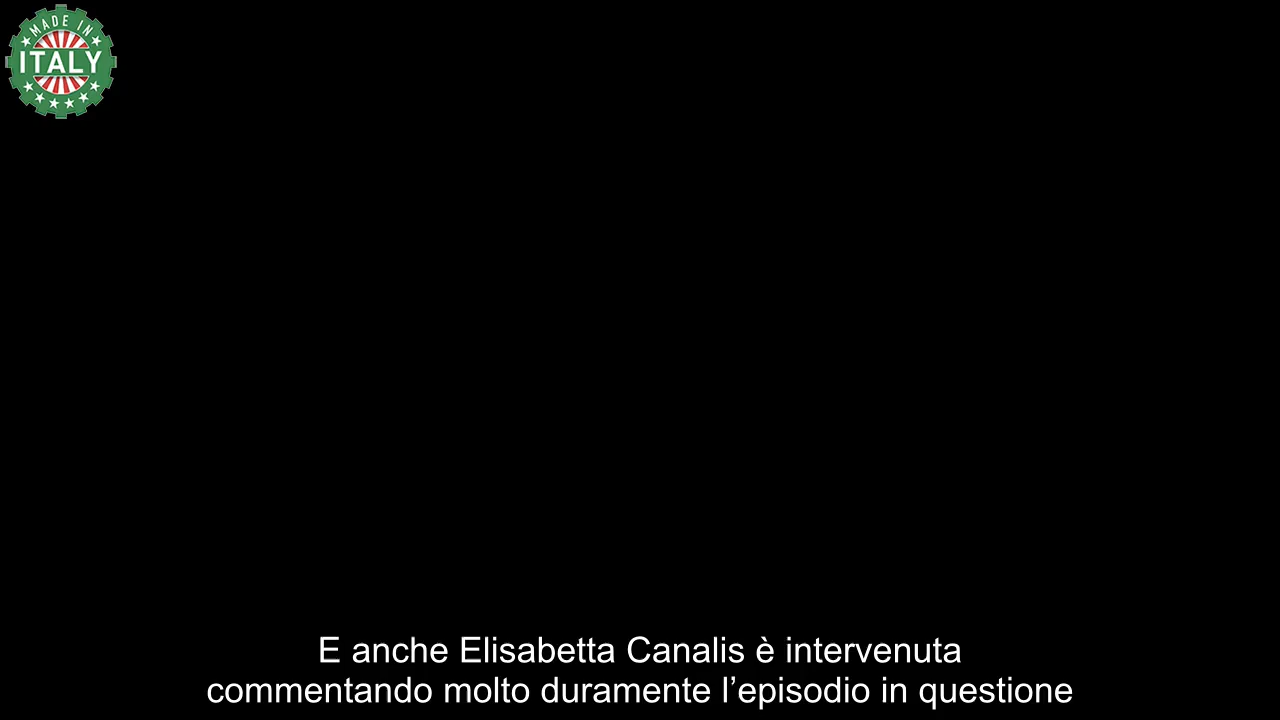 MADE IN
ITALY
E anche Elisabetta Canalis è intervenuta
commentando molto duramente l’episodio in questione